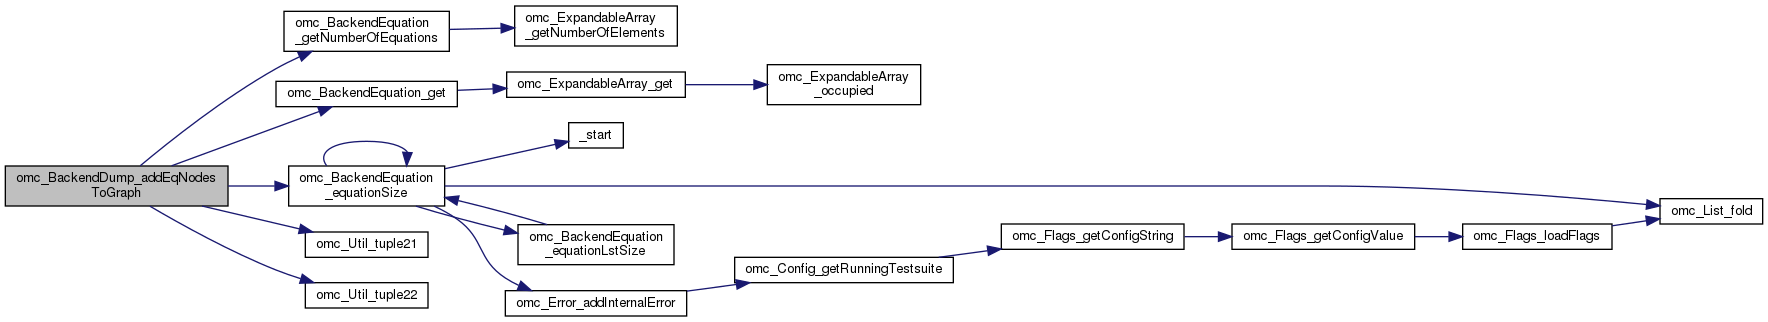 omc_BackendDump_addEqNodes
ToGraph
omc_BackendEquation
_getNumberOfEquations
omc_ExpandableArray
_getNumberOfElements
omc_BackendEquation_get
omc_ExpandableArray_get
omc_ExpandableArray
_occupied
omc_BackendEquation
_equationSize
_start
omc_List_fold
omc_BackendEquation
_equationLstSize
omc_Error_addInternalError
omc_Config_getRunningTestsuite
omc_Flags_getConfigString
omc_Flags_getConfigValue
omc_Flags_loadFlags
omc_Util_tuple21
omc_Util_tuple22